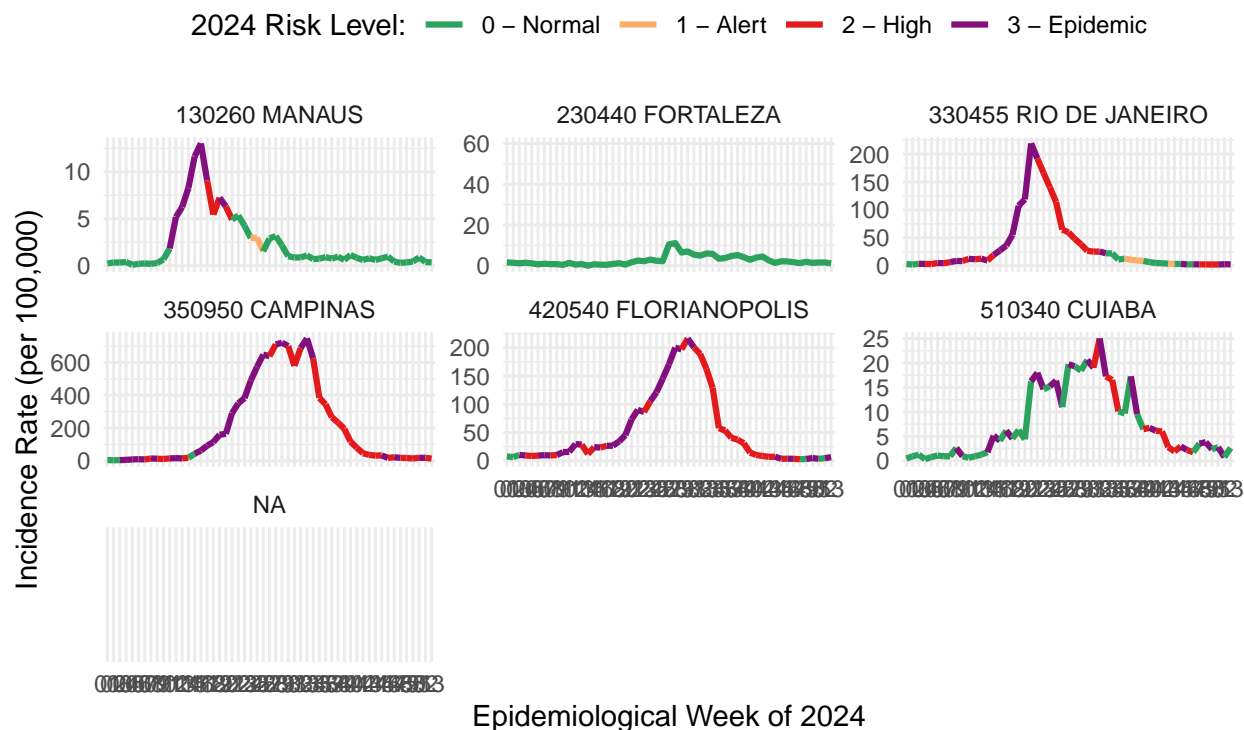 2024 Risk Level: 0 – Normal 1 – Alert 2 – High 3 – Epidemic
130260 MANAUS
230440 FORTALEZA
330455 RIO DE JANEIRO
10
5
0
60
40
20
0
200
150
100
50
0
350950 CAMPINAS
420540 FLORIANOPOLIS
510340 CUIABA
600
400
200
0
200
150
100
50
0
25
20
15
10
5
0
NA
Incidence Rate (per 100,000)
Epidemiological Week of 2024